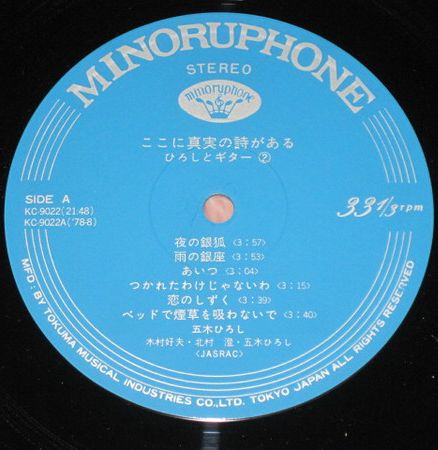 MINORUPHONE
STEREO
minoruphone
ここに真実の詩がある
ひろしとギター ②
SIDE A
KC-9022(21:48)
KC-9022A('78-8)
33 1/3 rpm
夜の銀狐 <3:57>
雨の銀座 <3:53>
あいつ <3:04>
つかれたわけじゃないわ <3:15>
恋のしずく <3:39>
ベッドで煙草を吸わないで <3:40>
五木ひろし
木村好夫・北村 澄・五木ひろし
<JASRAC>
MFD. BY TOKUMA MUSICAL INDUSTRIES CO.,LTD. TOKYO JAPAN ALL RIGHTS RESERVED.